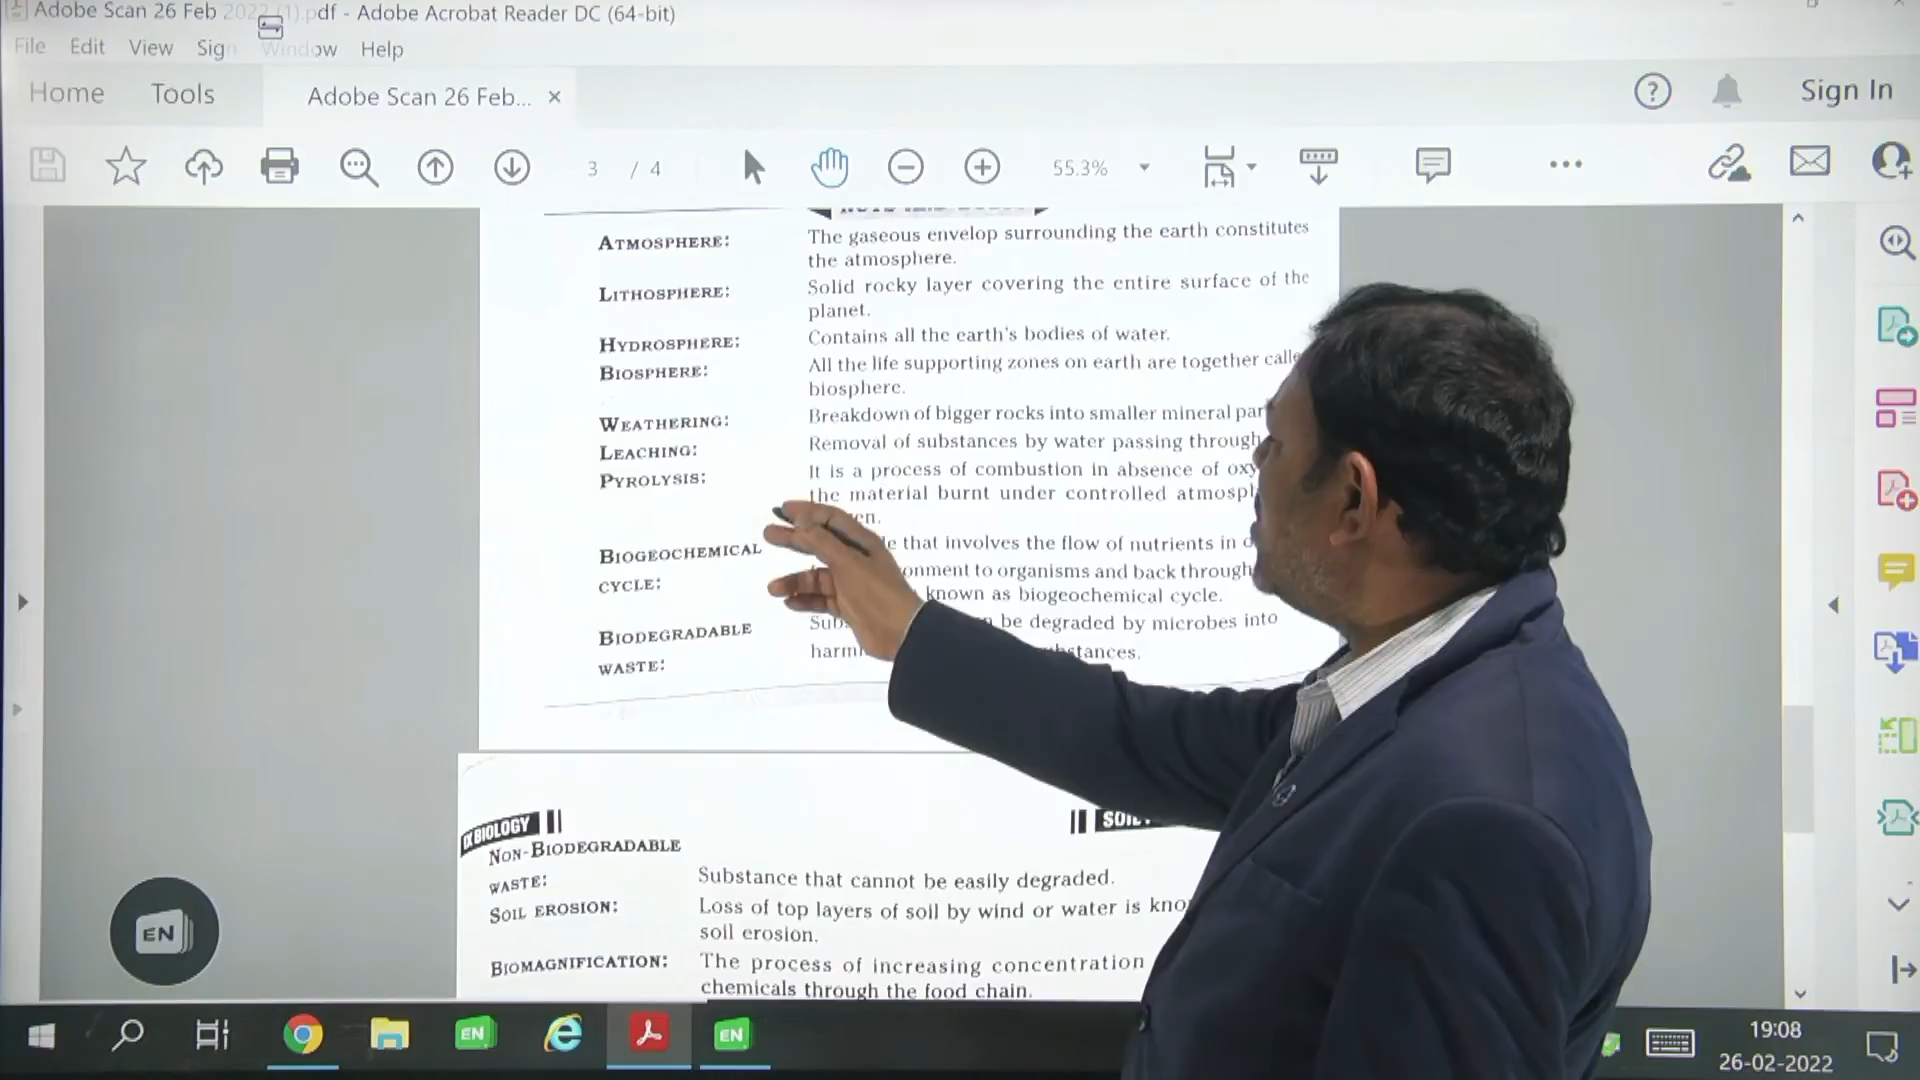 Adobe Scan 26 Feb 2022 (1).pdf - Adobe Acrobat Reader DC (64-bit)
File Edit View Sign Window Help
Home Tools Adobe Scan 26 Feb... × Sign In
3 / 4 55.3%
ATMOSPHERE: The gaseous envelop surrounding the earth constitutes
the atmosphere.
LITHOSPHERE: Solid rocky layer covering the entire surface of the
planet.
HYDROSPHERE: Contains all the earth's bodies of water.
BIOSPHERE: All the life supporting zones on earth are together
biosphere.
WEATHERING: Breakdown of bigger rocks into smaller mineral
LEACHING: Removal of substances by water passing through
PYROLYSIS: It is a process of combustion in absence of
the material burnt under controlled
BIOGEOCHEMICAL that involves the flow of nutrients in
CYCLE: to organisms and back through
known as biogeochemical cycle.
BIODEGRADABLE be degraded by microbes into
WASTE:
IX BIOLOGY
NON-BIODEGRADABLE
WASTE: Substance that cannot be easily degraded.
SOIL EROSION: Loss of top layers of soil by wind or water is
soil erosion.
BIOMAGNIFICATION: The process of increasing concentration
chemicals through the food chain.
EN
EN EN
19:08
26-02-2022